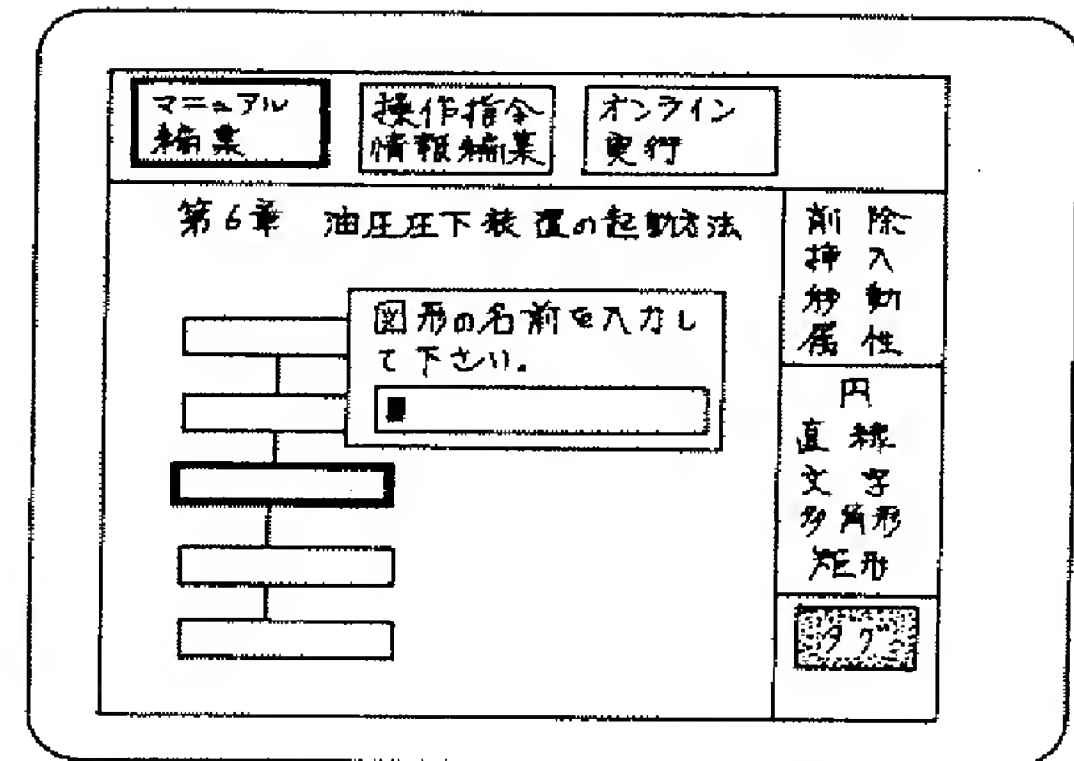 マニュアル
編集
操作指令
情報編集
オンライン
実行
第6章 油圧圧下装置の起動方法
図形の名前を入力し
て下さい.
削除
挿入
移動
属性
円
直線
文字
多角形
矩形
タグ